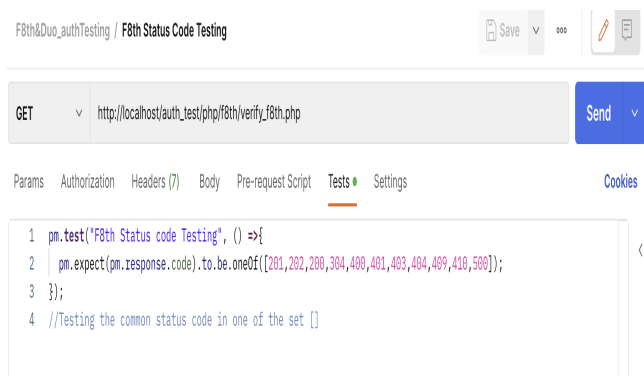 F8th&Duo_authTesting / F8th Status Code Testing
Save
GET http://localhost/auth_test/php/f8th/verify_f8th.php Send
Params Authorization Headers (7) Body Pre-request Script Tests Settings Cookies
1 pm.test("F8th Status code Testing", () =>{
2 pm.expect(pm.response.code).to.be.oneOf([201,202,200,304,400,401,403,404,409,410,500]);
3 });
4 //Testing the common status code in one of the set []